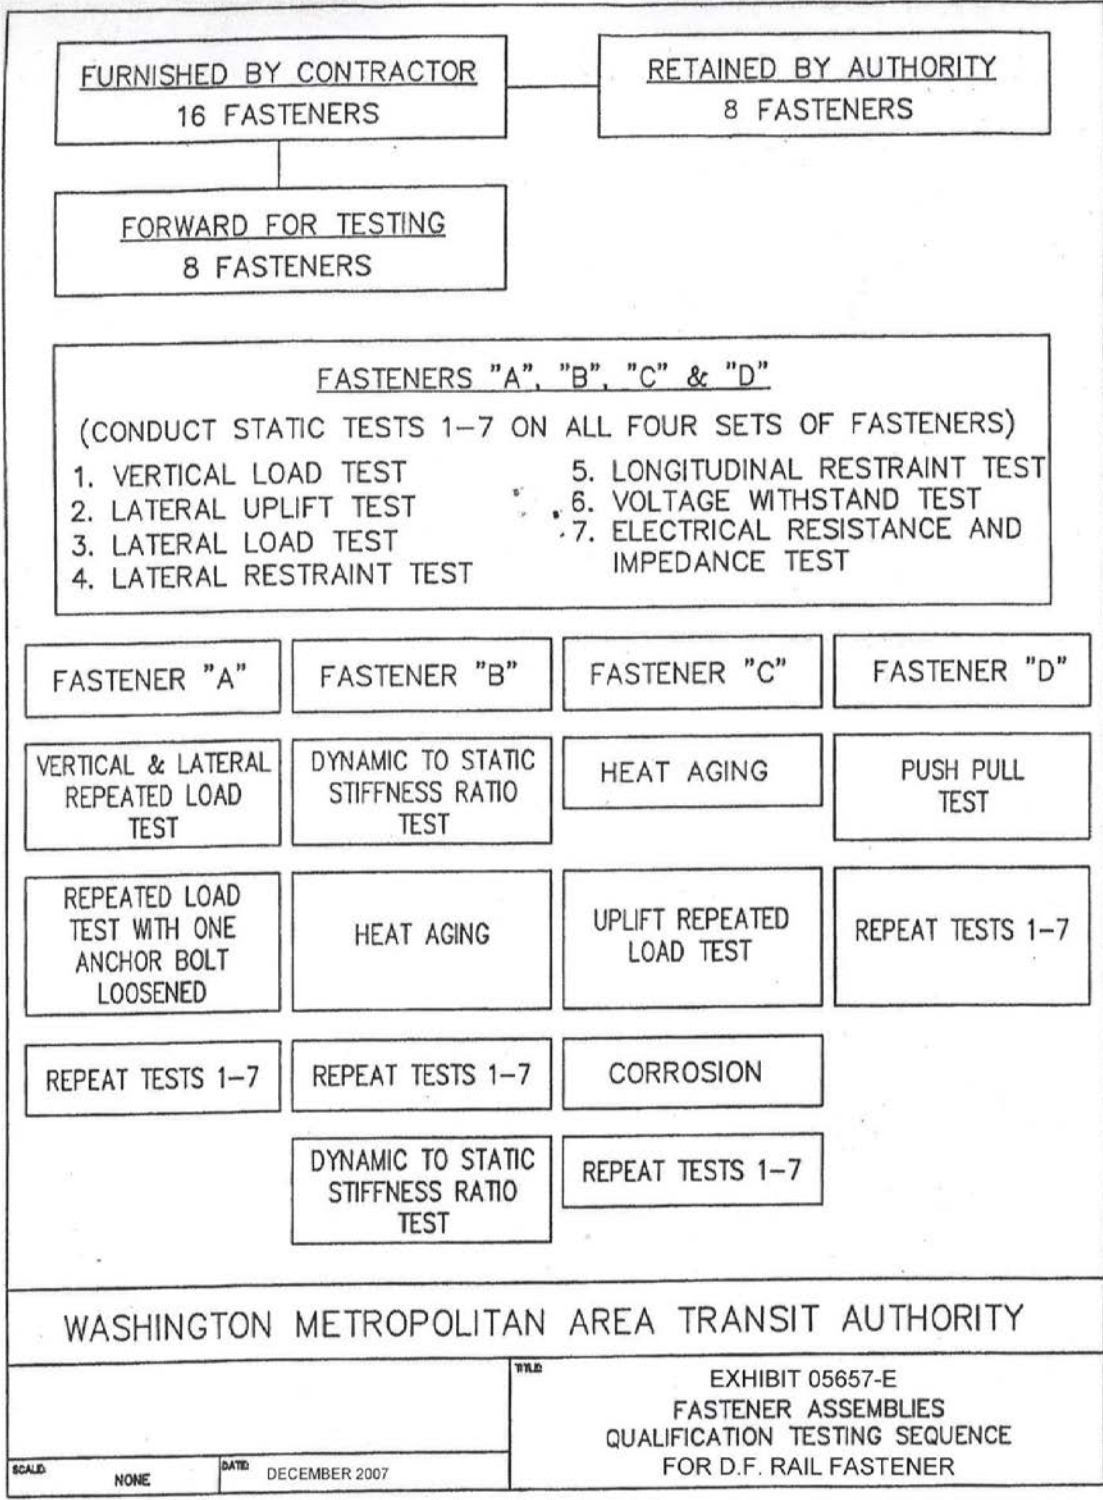 FURNISHED BY CONTRACTOR
16 FASTENERS
RETAINED BY AUTHORITY
8 FASTENERS
FORWARD FOR TESTING
8 FASTENERS
FASTENERS "A", "B", "C" & "D"
(CONDUCT STATIC TESTS 1-7 ON ALL FOUR SETS OF FASTENERS)
1. VERTICAL LOAD TEST
2. LATERAL UPLIFT TEST
3. LATERAL LOAD TEST
4. LATERAL RESTRAINT TEST
5. LONGITUDINAL RESTRAINT TEST
6. VOLTAGE WITHSTAND TEST
7. ELECTRICAL RESISTANCE AND
IMPEDANCE TEST
FASTENER "A"
VERTICAL & LATERAL
REPEATED LOAD
TEST
REPEATED LOAD
TEST WITH ONE
ANCHOR BOLT
LOOSENED
REPEAT TESTS 1-7
FASTENER "B"
DYNAMIC TO STATIC
STIFFNESS RATIO
TEST
HEAT AGING
REPEAT TESTS 1-7
DYNAMIC TO STATIC
STIFFNESS RATIO
TEST
FASTENER "C"
HEAT AGING
UPLIFT REPEATED
LOAD TEST
CORROSION
REPEAT TESTS 1-7
FASTENER "D"
PUSH PULL
TEST
REPEAT TESTS 1-7
WASHINGTON METROPOLITAN AREA TRANSIT AUTHORITY
TITLE:
EXHIBIT 05657-E
FASTENER ASSEMBLIES
QUALIFICATION TESTING SEQUENCE
FOR D.F. RAIL FASTENER
SCALE: NONE
DATE: DECEMBER 2007